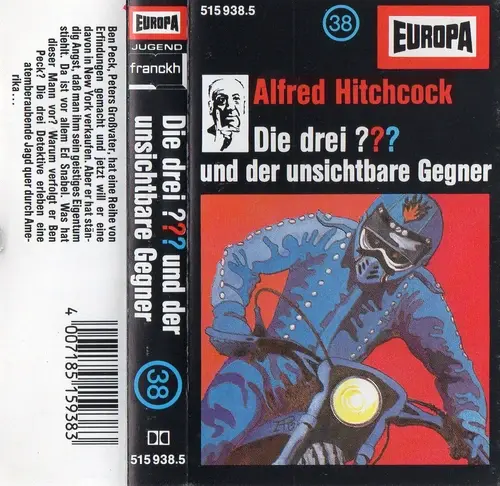 Ben Peck, Peters Großvater, hat eine Reihe von
Erfindungen gemacht und jetzt will er eine
davon in New York verkaufen. Aber er hat stän-
dig Angst, daß man ihm sein geistiges Eigentum
stiehlt. Da ist vor allem Ed Snabel. Was hat
dieser Mann vor? Warum verfolgt er Ben
Peck? Die drei Detektive erleben eine
atemberaubende Jagd quer durch Ame-
rika...
4 007185 159383
EUROPA
JUGEND
franckh
Die drei ??? und der
unsichtbare Gegner
38
515 938.5
515 938.5
38
EUROPA
Alfred Hitchcock
Die drei ???
und der unsichtbare Gegner